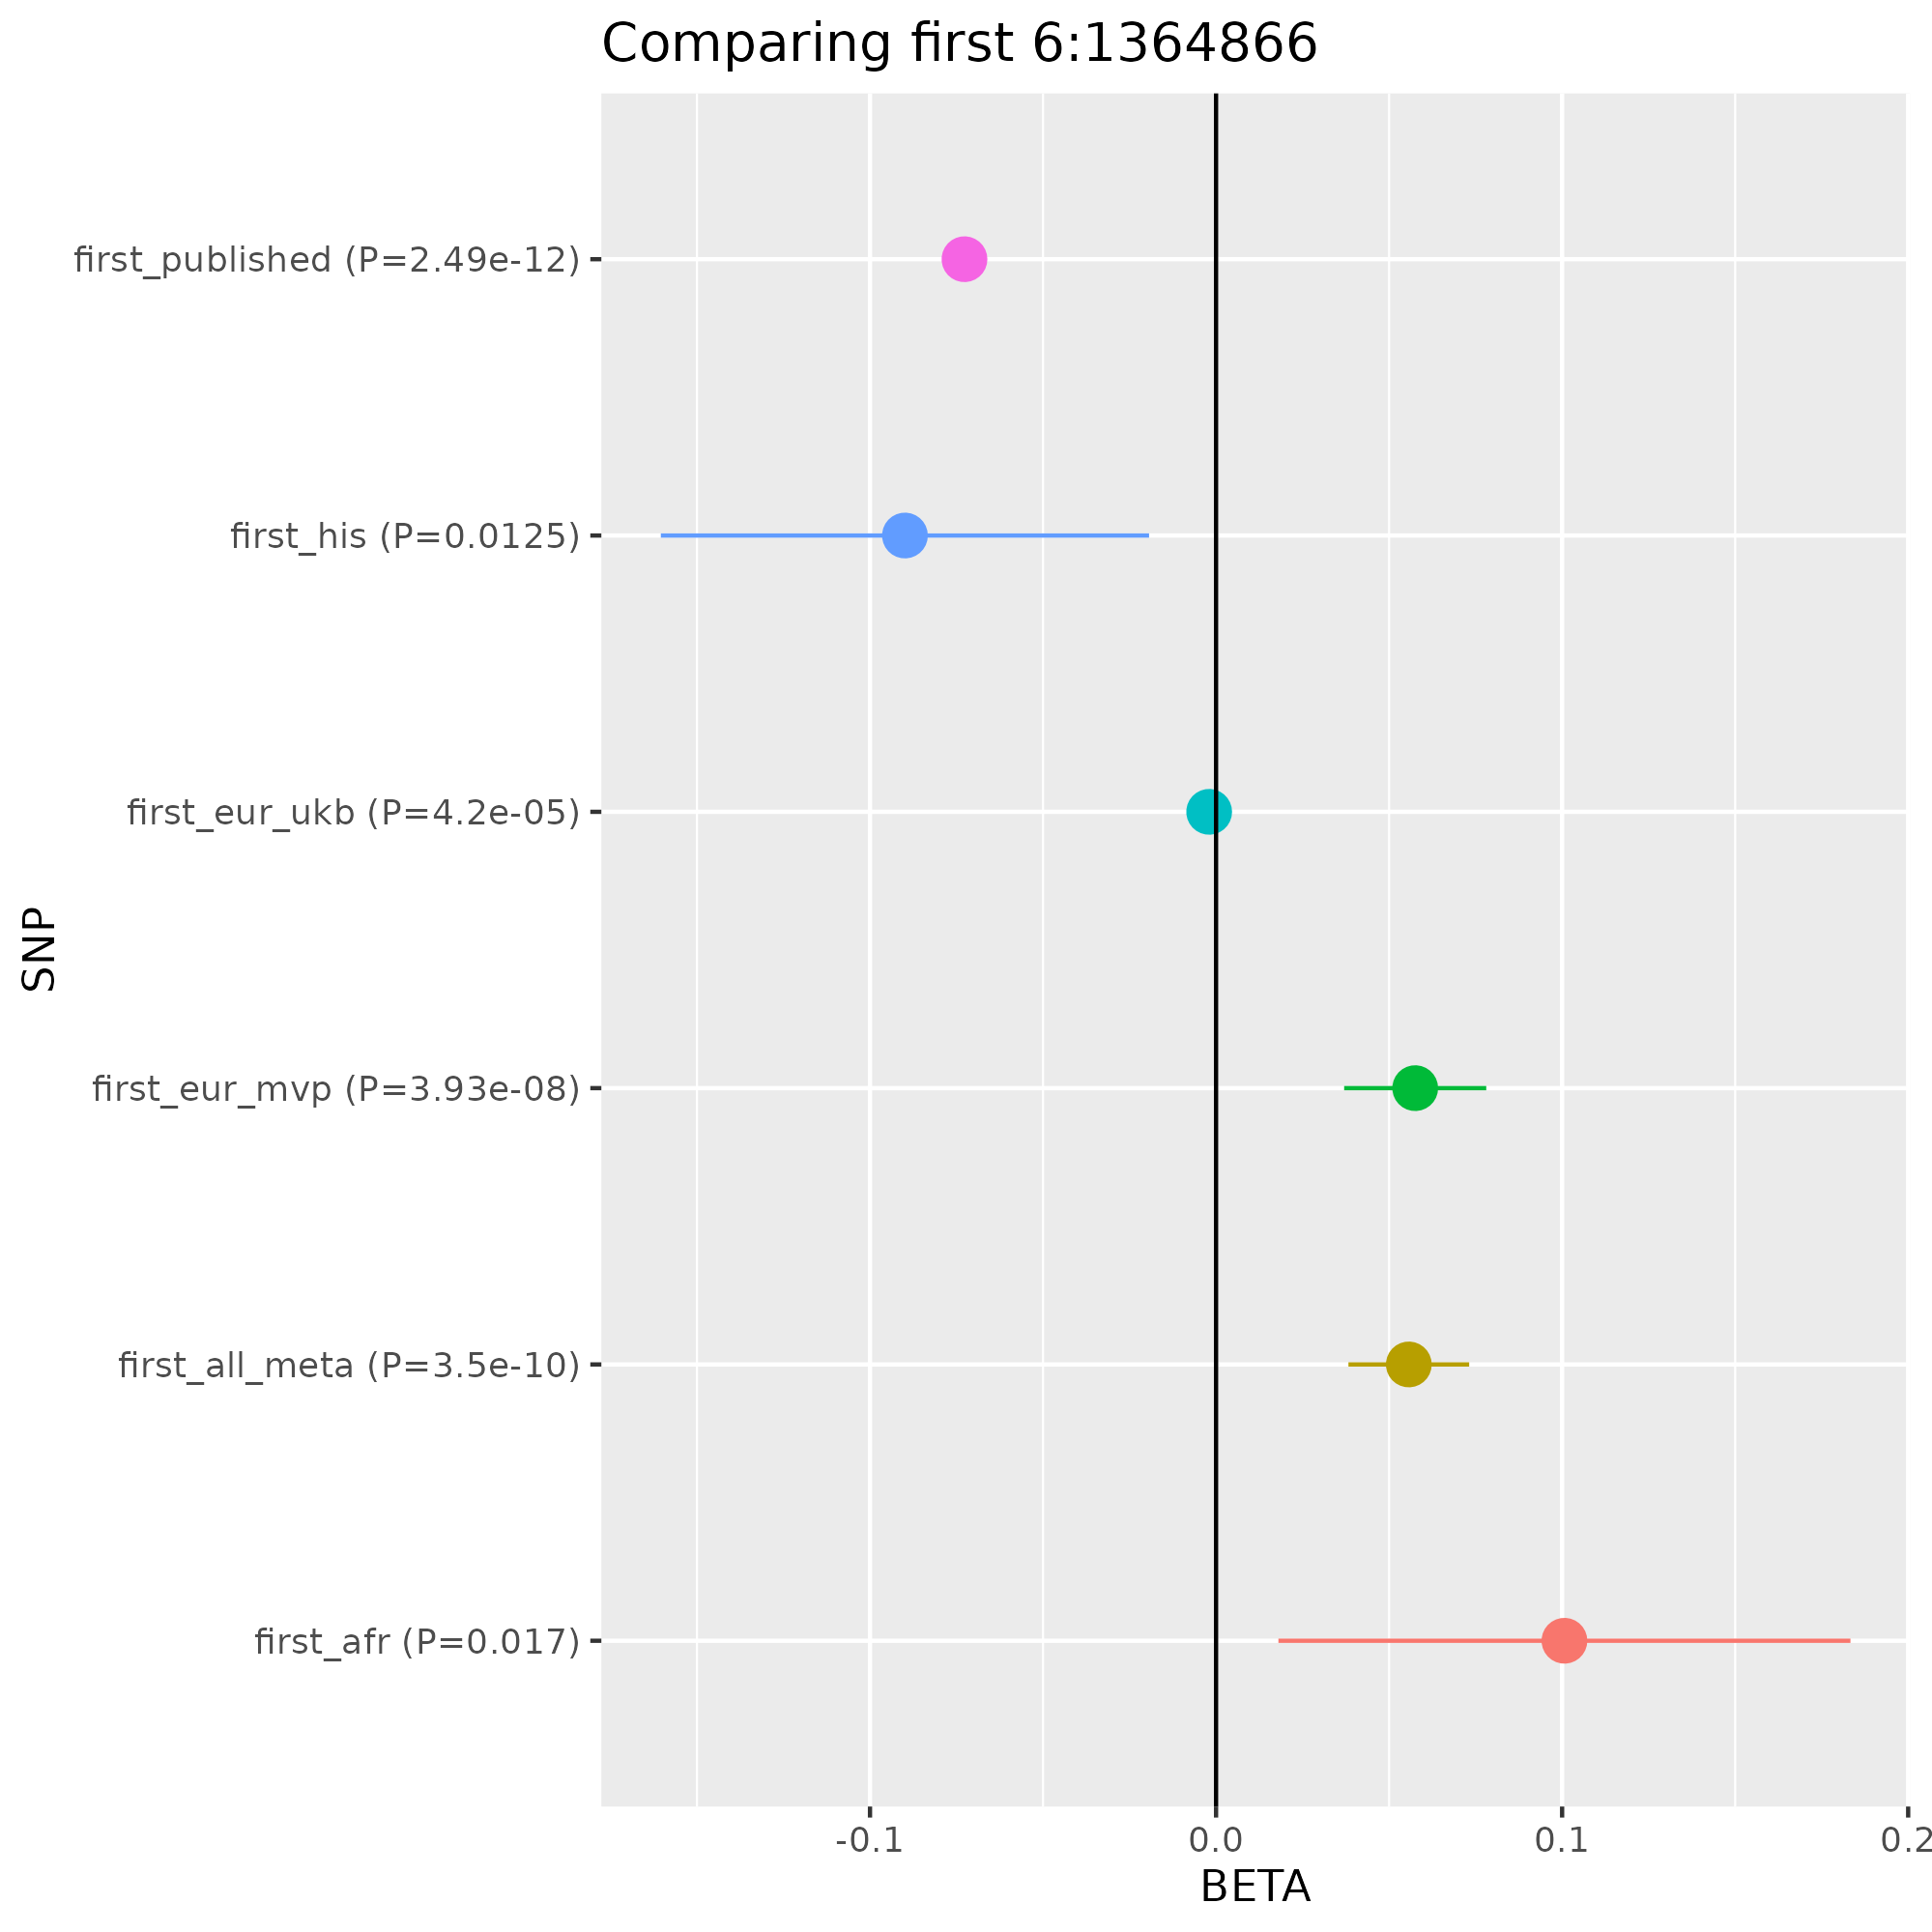 Comparing first 6:1364866
SNP
first_published (P=2.49e-12)
first_his (P=0.0125)
first_eur_ukb (P=4.2e-05)
first_eur_mvp (P=3.93e-08)
first_all_meta (P=3.5e-10)
first_afr (P=0.017)
-0.1 0.0 0.1 0.2
BETA